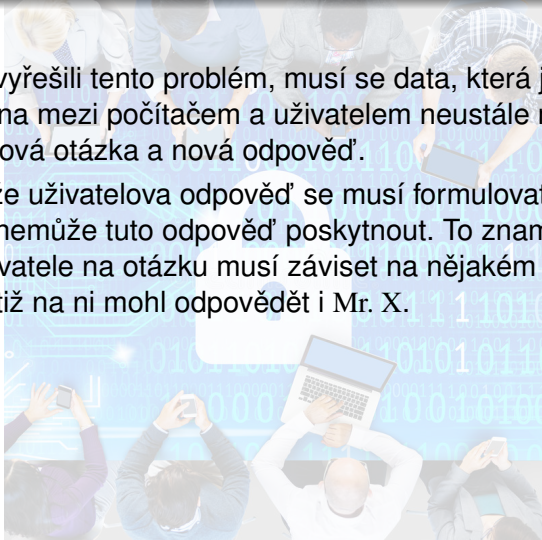 vyřešili tento problém, musí se data, která j
na mezi počítačem a uživatelem neustále
ová otázka a nová odpověď.
že uživatelova odpověď se musí formulovat
nemůže tuto odpověď poskytnout. To znam
vatele na otázku musí záviset na nějakém
tiž na ni mohl odpovědět i Mr. X.